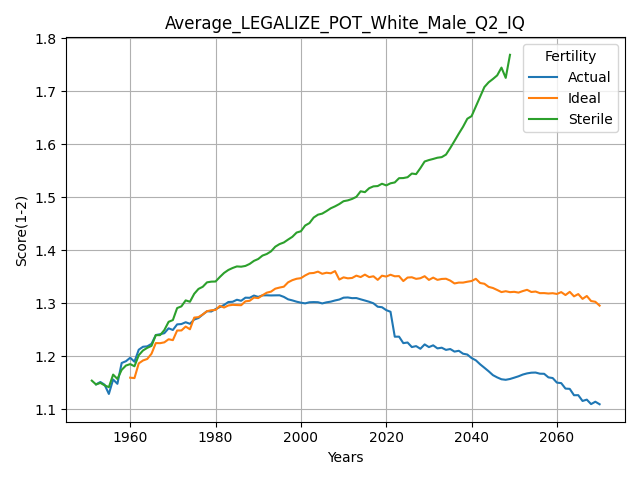 Average_LEGALIZE_POT_White_Male_Q2_IQ
Score(1-2)
1.8
1.7
1.6
1.5
1.4
1.3
1.2
1.1
Fertility
Actual
Ideal
Sterile
1960 1980 2000 2020 2040 2060
Years